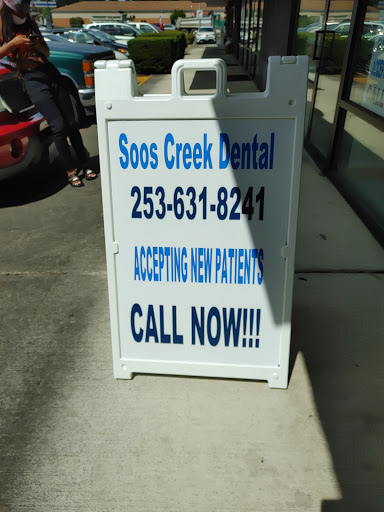 Soos Creek Dental
253-631-8241
ACCEPTING NEW PATIENTS
CALL NOW!!!